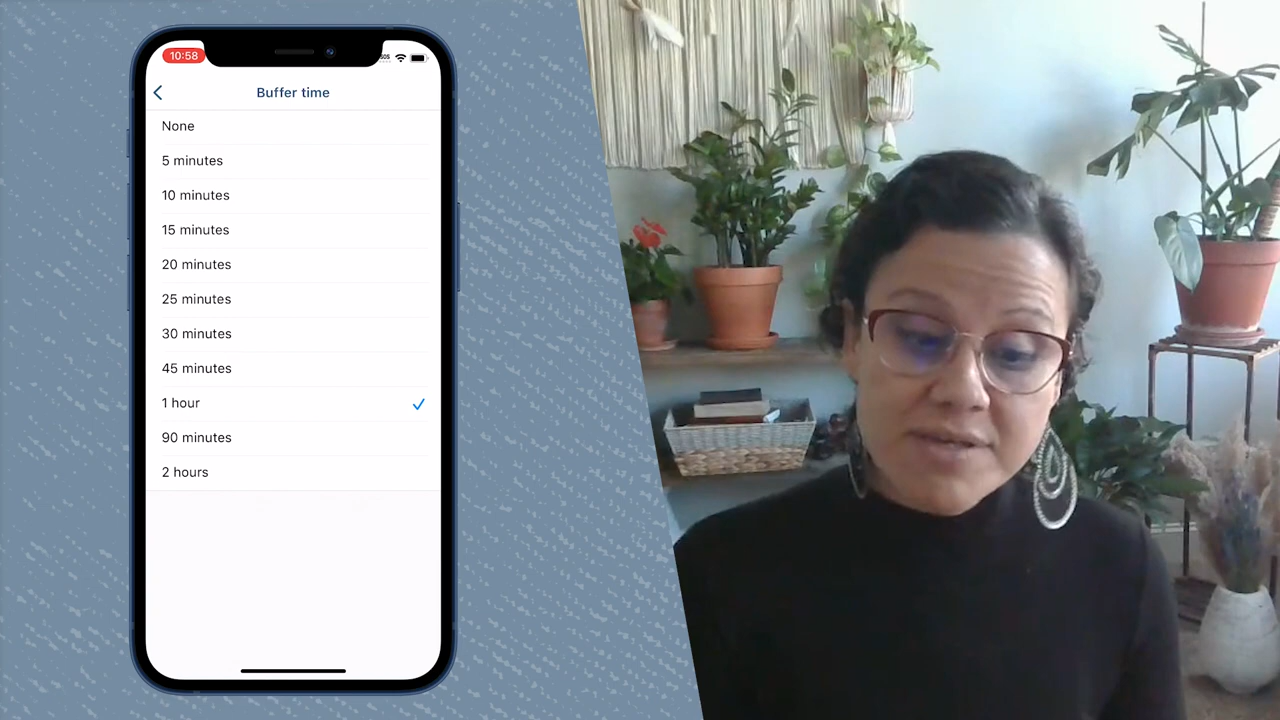 10:58
SOS
Buffer time
None
5 minutes
10 minutes
15 minutes
20 minutes
25 minutes
30 minutes
45 minutes
1 hour
90 minutes
2 hours